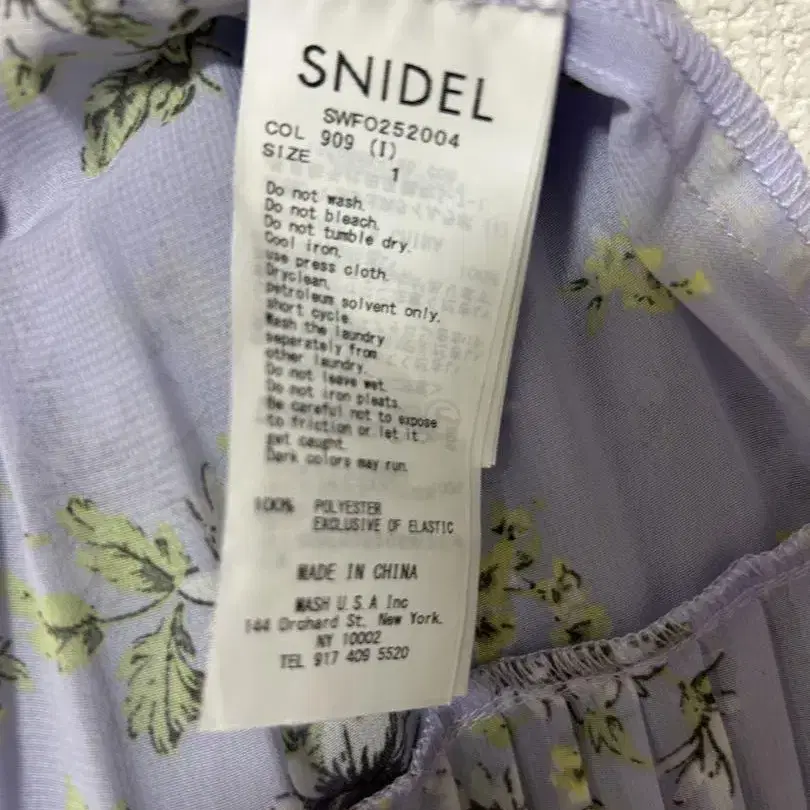 SNIDEL
SWFO252004
COL 909 (I)
SIZE 1
Do not wash.
Do not bleach.
Do not tumble dry.
Cool iron.
use press cloth.
Dryclean.
petroleum solvent only.
short cycle.
Wash the laundry
seperately from
other laundry.
Do not leave wet.
Do not iron pleats.
Be careful not to expose
to friction or let it
get caught.
Dark colors may run.
100% POLYESTER
EXCLUSIVE OF ELASTIC
MADE IN CHINA
MASH U.S.A Inc
144 Orchard St. New York.
NY 10002
TEL 917 409 5520